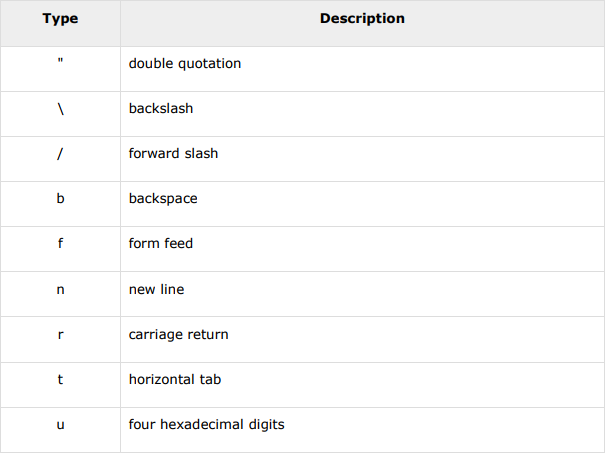 Type Description
" double quotation
\ backslash
/ forward slash
b backspace
f form feed
n new line
r carriage return
t horizontal tab
u four hexadecimal digits